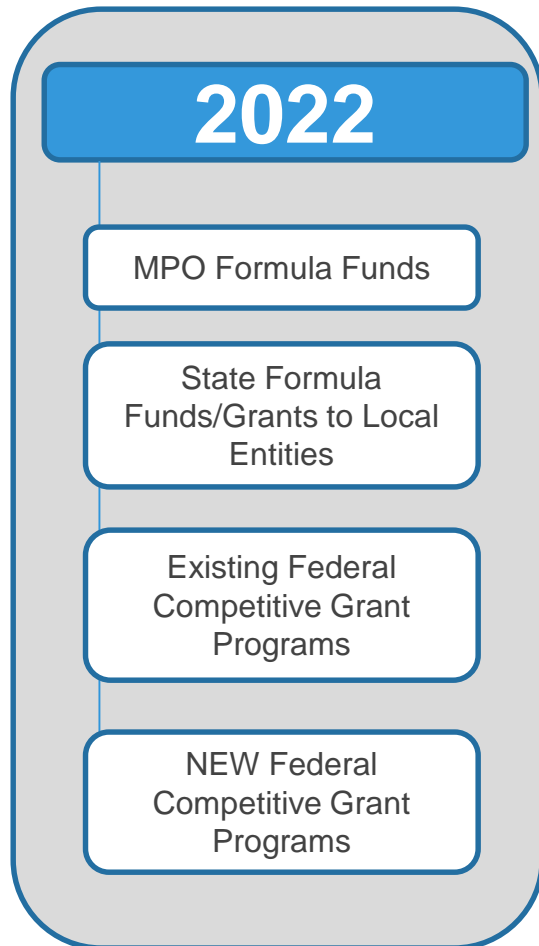 2022
MPO Formula Funds
State Formula
Funds/Grants to Local
Entities
Existing Federal
Competitive Grant
Programs
NEW Federal
Competitive Grant
Programs